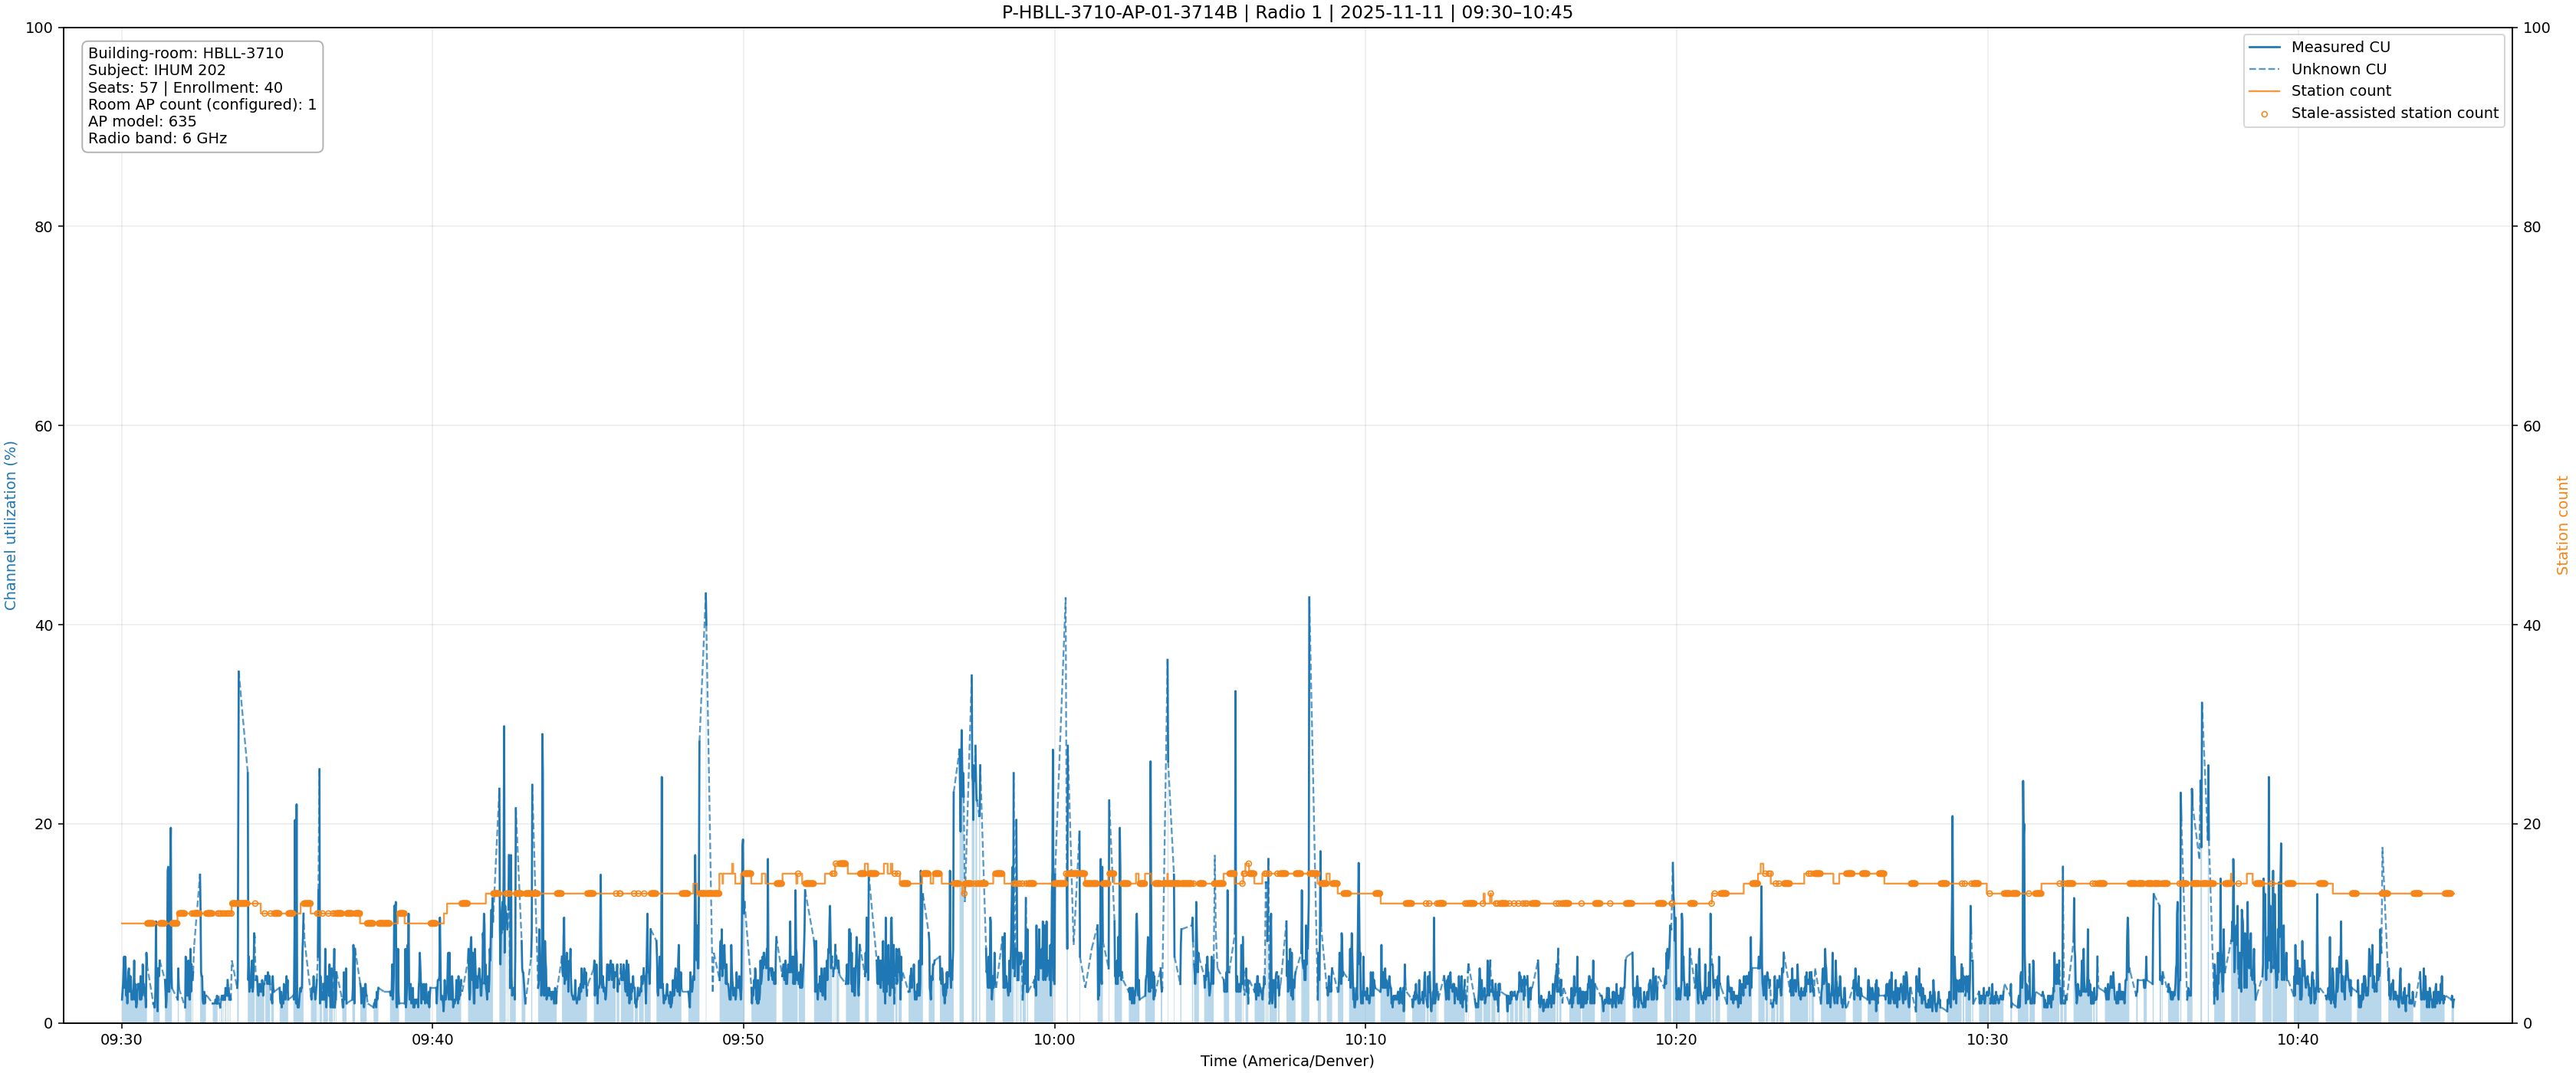 P-HBLL-3710-AP-01-3714B | Radio 1 | 2025-11-11 | 09:30–10:45
Building-room: HBLL-3710
Subject: IHUM 202
Seats: 57 | Enrollment: 40
Room AP count (configured): 1
AP model: 635
Radio band: 6 GHz
Measured CU
Unknown CU
Station count
Stale-assisted station count
Channel utilization (%)
100
80
60
40
20
0
100
80
60
40
20
0
Station count
09:30
09:40
09:50
10:00
10:10
10:20
10:30
10:40
Time (America/Denver)